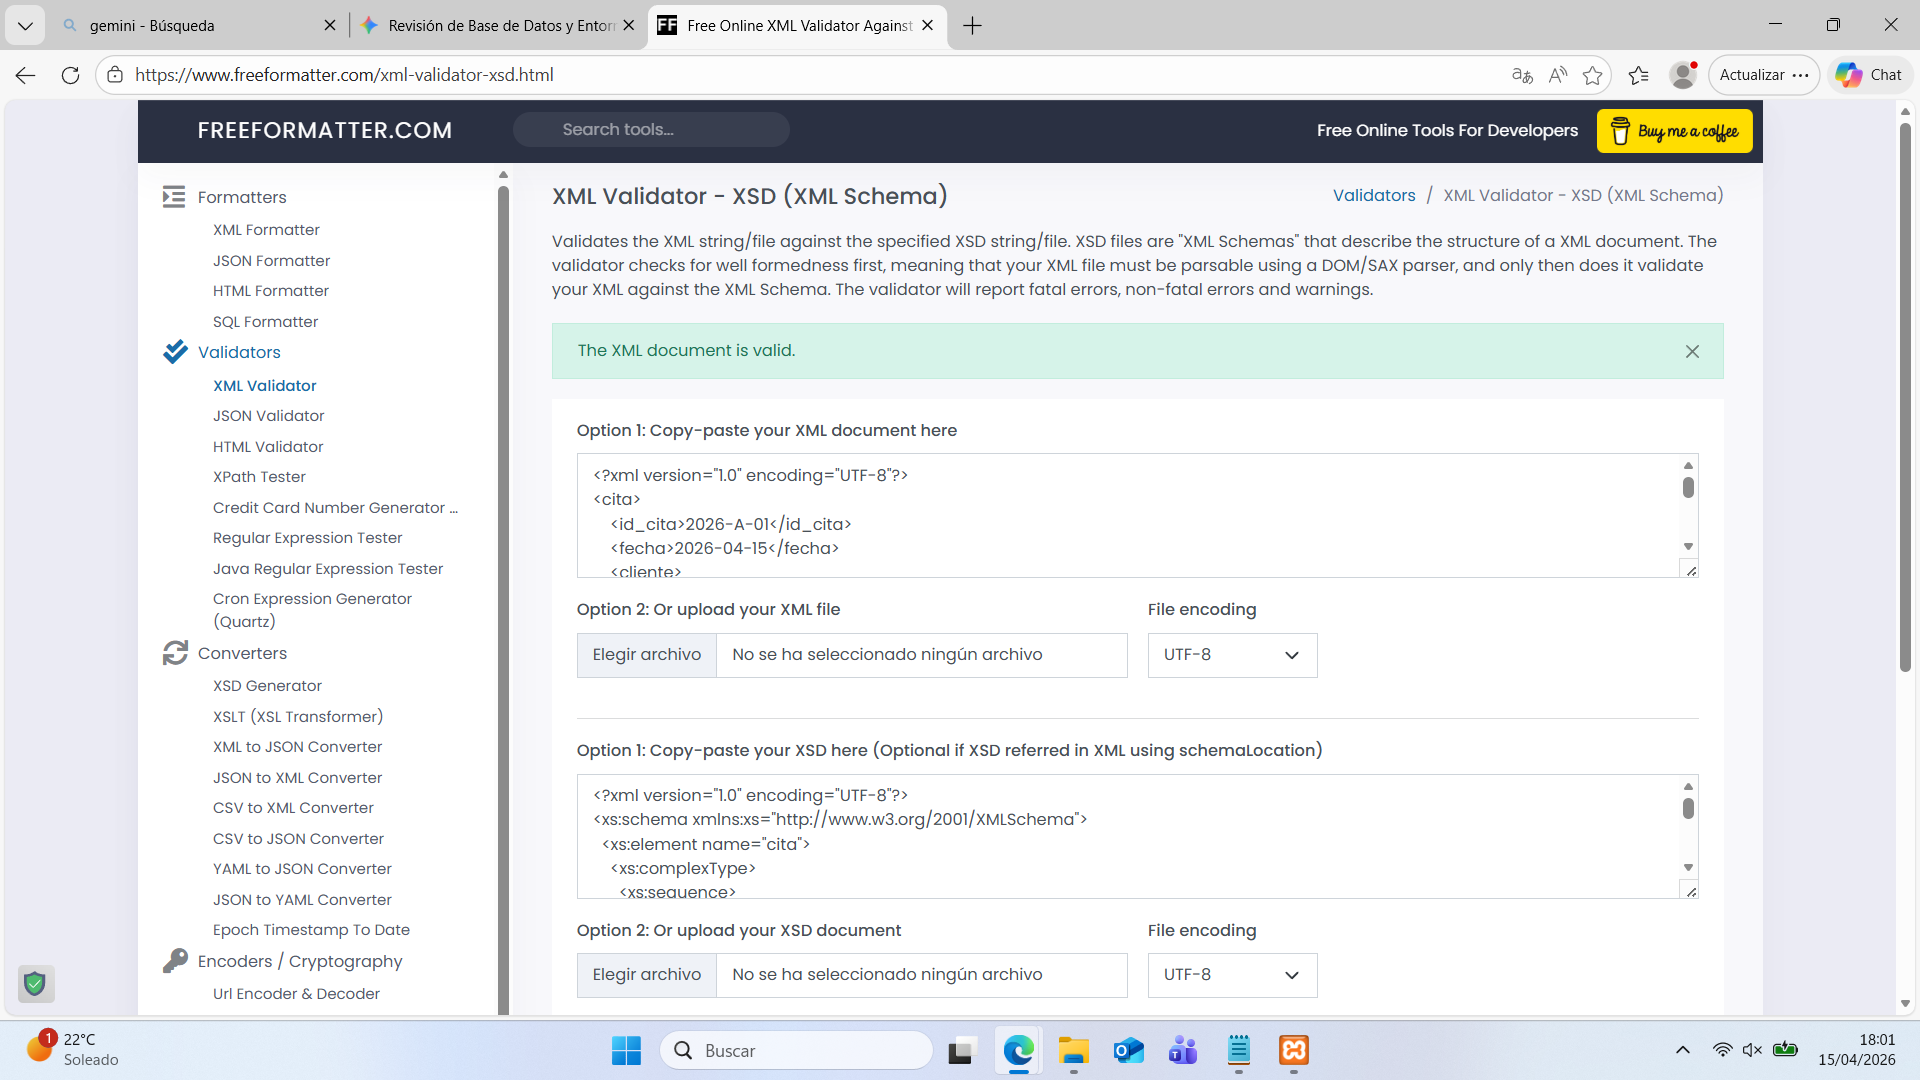 gemini - Búsqueda
Revisión de Base de Datos y Entorn
FF
Free Online XML Validator Against
https://www.freeformatter.com/xml-validator-xsd.html
Actualizar
Chat
FREEFORMATTER.COM
Search tools...
Free Online Tools For Developers
Buy me a coffee
Formatters
XML Formatter
JSON Formatter
HTML Formatter
SQL Formatter
Validators
XML Validator
JSON Validator
HTML Validator
XPath Tester
Credit Card Number Generator ...
Regular Expression Tester
Java Regular Expression Tester
Cron Expression Generator
(Quartz)
Converters
XSD Generator
XSLT (XSL Transformer)
XML to JSON Converter
JSON to XML Converter
CSV to XML Converter
CSV to JSON Converter
YAML to JSON Converter
JSON to YAML Converter
Epoch Timestamp To Date
Encoders / Cryptography
Url Encoder & Decoder
XML Validator - XSD (XML Schema)
Validators / XML Validator - XSD (XML Schema)
Validates the XML string/file against the specified XSD string/file. XSD files are "XML Schemas" that describe the structure of a XML document. The
validator checks for well formedness first, meaning that your XML file must be parsable using a DOM/SAX parser, and only then does it validate
your XML against the XML Schema. The validator will report fatal errors, non-fatal errors and warnings.
The XML document is valid.
Option 1: Copy-paste your XML document here
<?xml version="1.0" encoding="UTF-8"?>
<cita>
<id_cita>2026-A-01</id_cita>
<fecha>2026-04-15</fecha>
<cliente>
Option 2: Or upload your XML file
File encoding
Elegir archivo
No se ha seleccionado ningún archivo
UTF-8
Option 1: Copy-paste your XSD here (Optional if XSD referred in XML using schemaLocation)
<?xml version="1.0" encoding="UTF-8"?>
<xs:schema xmlns:xs="http://www.w3.org/2001/XMLSchema">
<xs:element name="cita">
<xs:complexType>
<xs:sequence>
Option 2: Or upload your XSD document
File encoding
Elegir archivo
No se ha seleccionado ningún archivo
UTF-8
1
22°C
Soleado
Buscar
18:01
15/04/2026